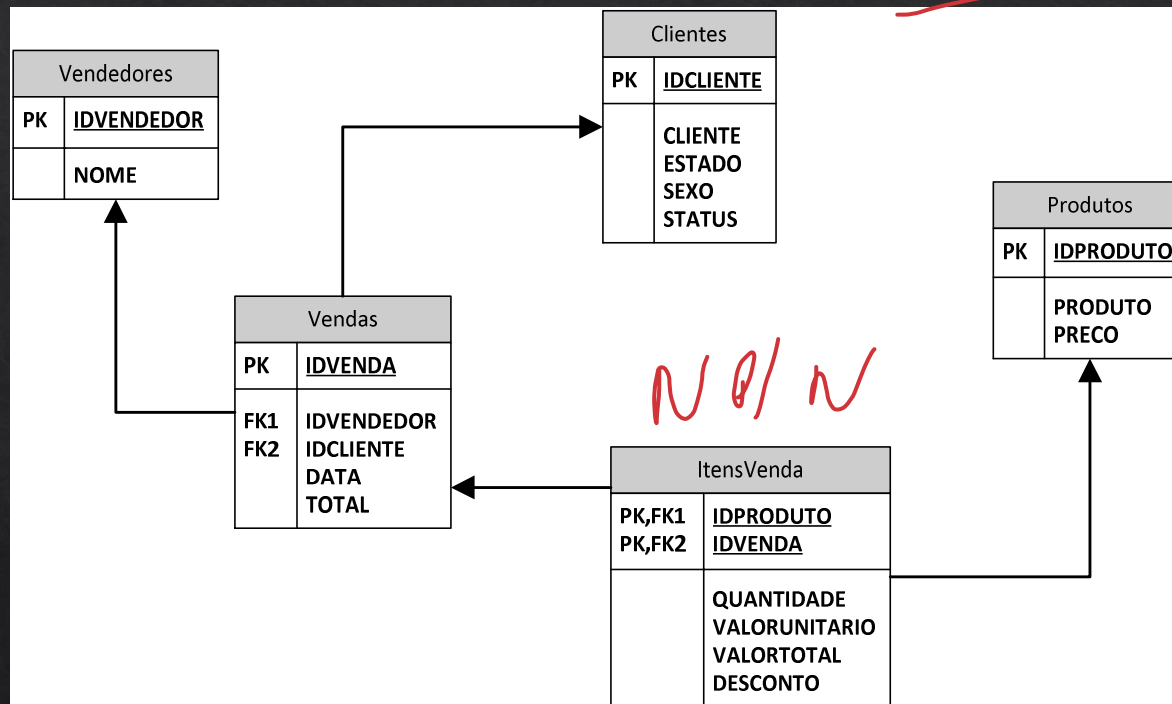 Vendedores
PK IDVENDEDOR
NOME
Clientes
PK IDCLIENTE
CLIENTE
ESTADO
SEXO
STATUS
Produtos
PK IDPRODUTO
PRODUTO
PRECO
Vendas
PK IDVENDA
FK1 IDVENDEDOR
FK2 IDCLIENTE
DATA
TOTAL
N P/ N
ItensVenda
PK,FK1 IDPRODUTO
PK,FK2 IDVENDA
QUANTIDADE
VALORUNITARIO
VALORTOTAL
DESCONTO